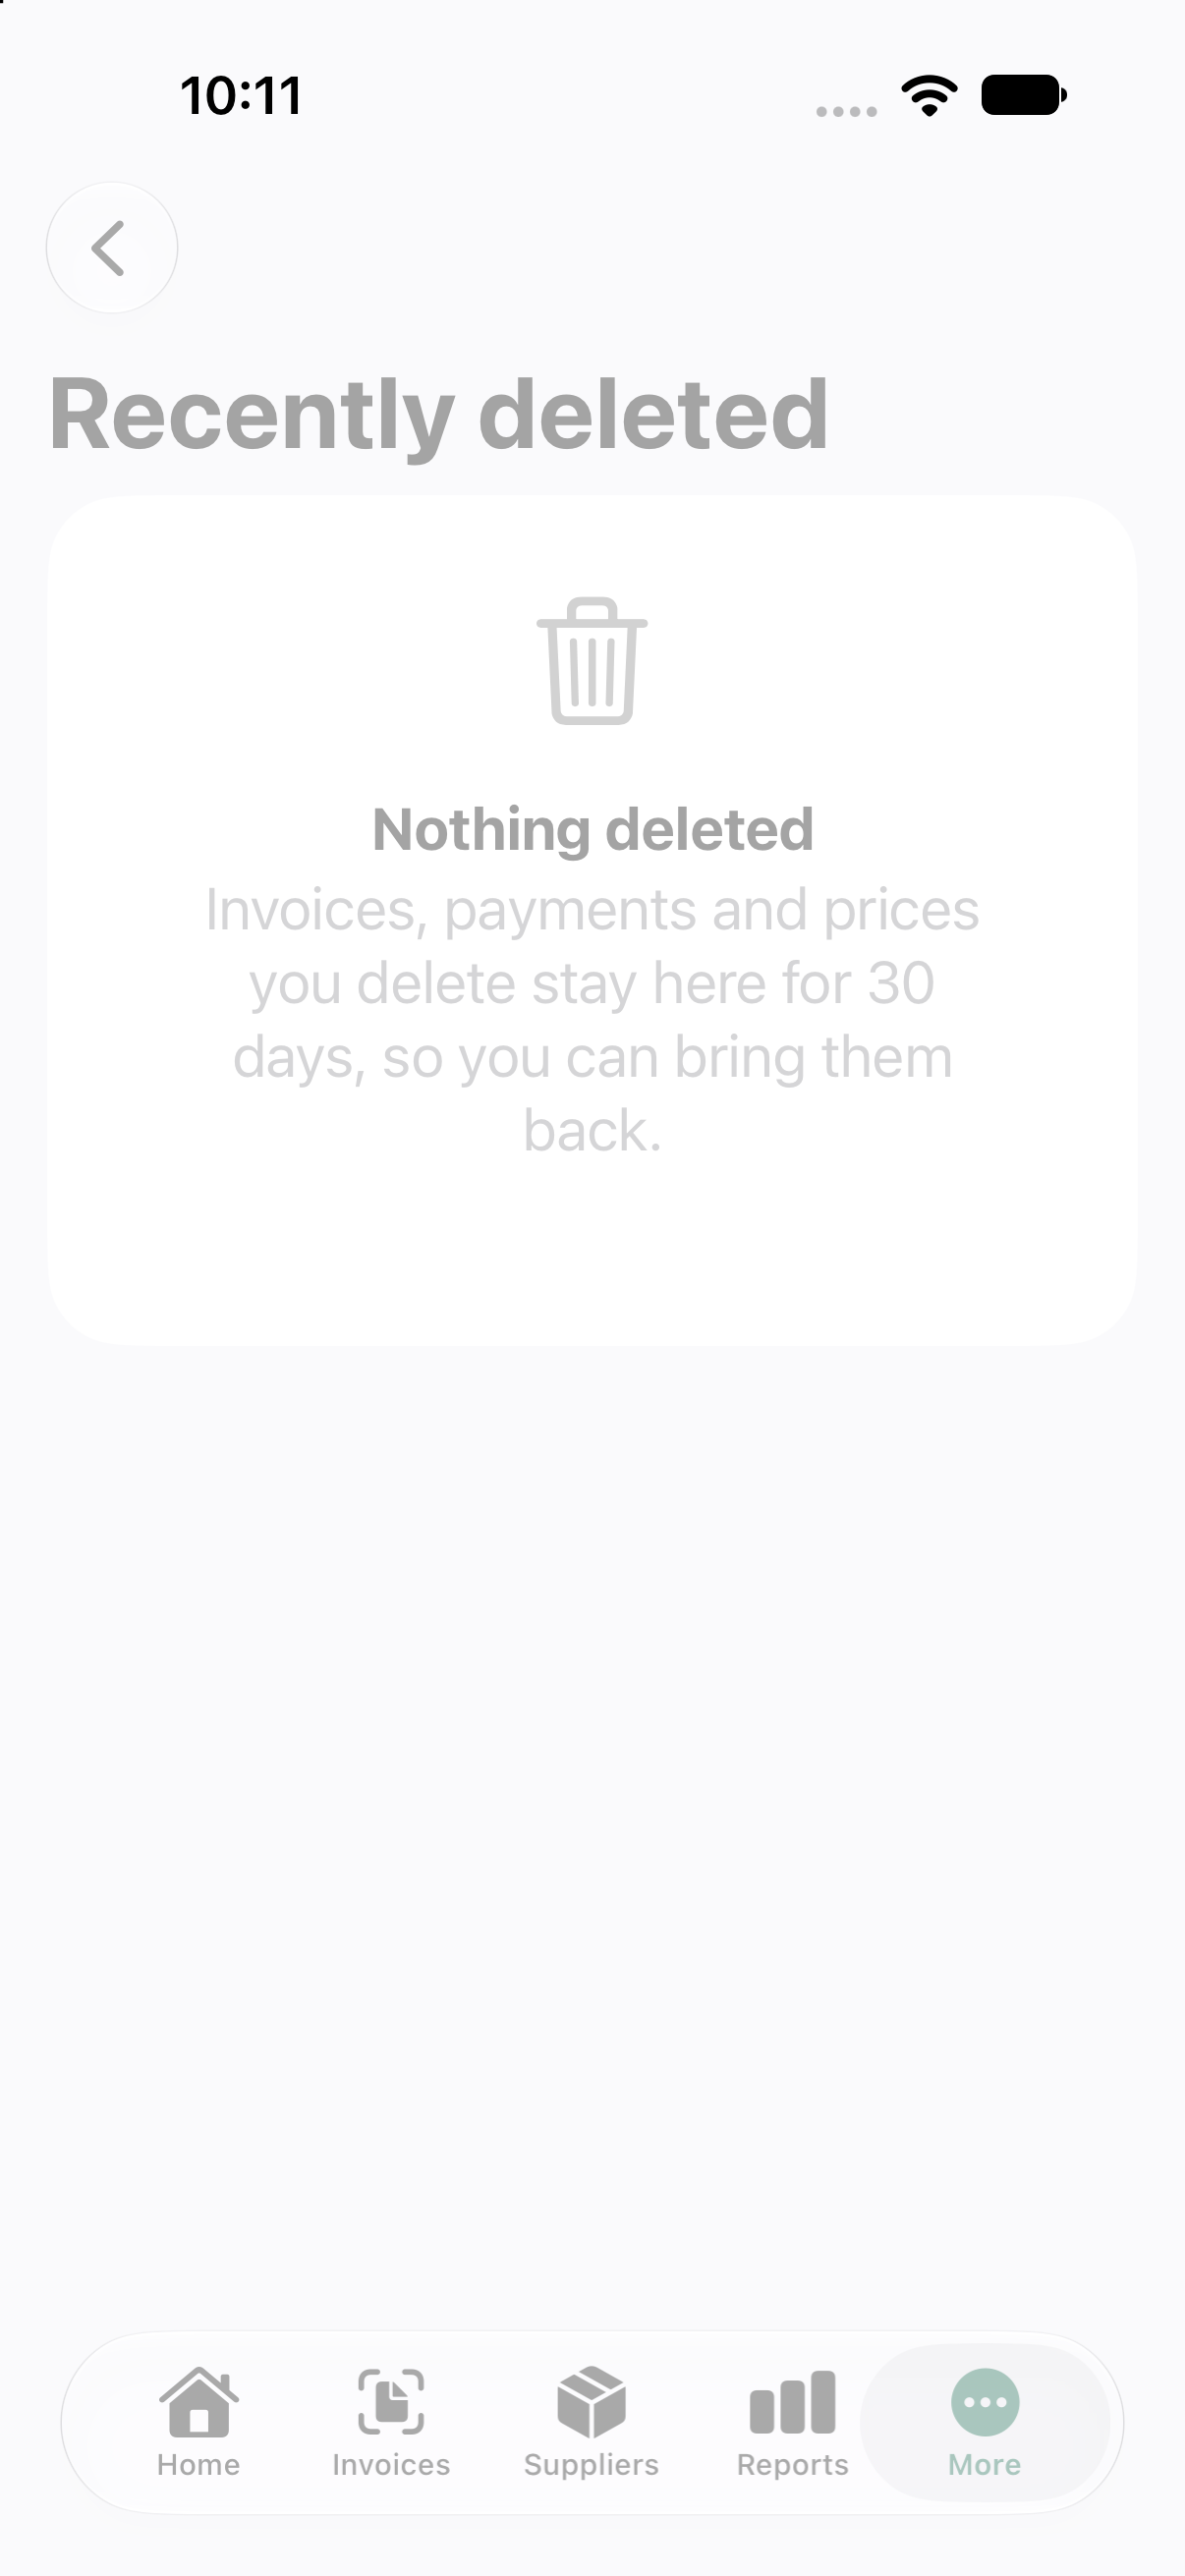 10:11
Recently deleted
Nothing deleted
Invoices, payments and prices
you delete stay here for 30
days, so you can bring them
back.
Home
Invoices
Suppliers
Reports
More